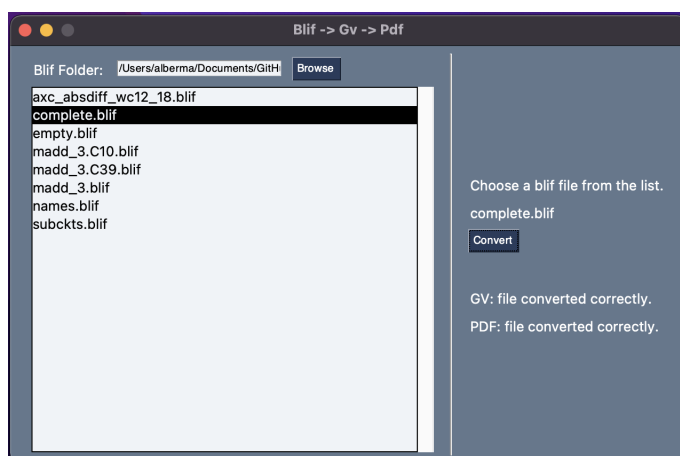 Blif -> Gv -> Pdf
Blif Folder: /Users/alberma/Documents/GitH Browse
axc_absdiff_wc12_18.blif
complete.blif
empty.blif
madd_3.C10.blif
madd_3.C39.blif
madd_3.blif
names.blif
subckts.blif
Choose a blif file from the list.
complete.blif
Convert
GV: file converted correctly.
PDF: file converted correctly.